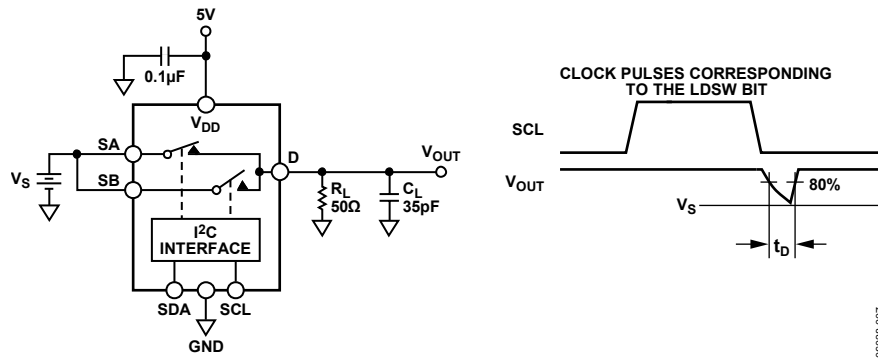 5V
0.1µF
VDD
SA
SB
VS
D
VOUT
RL
50Ω
CL
35pF
I2C
INTERFACE
SDA
SCL
GND
CLOCK PULSES CORRESPONDING
TO THE LDSW BIT
SCL
VOUT
80%
VS
tD